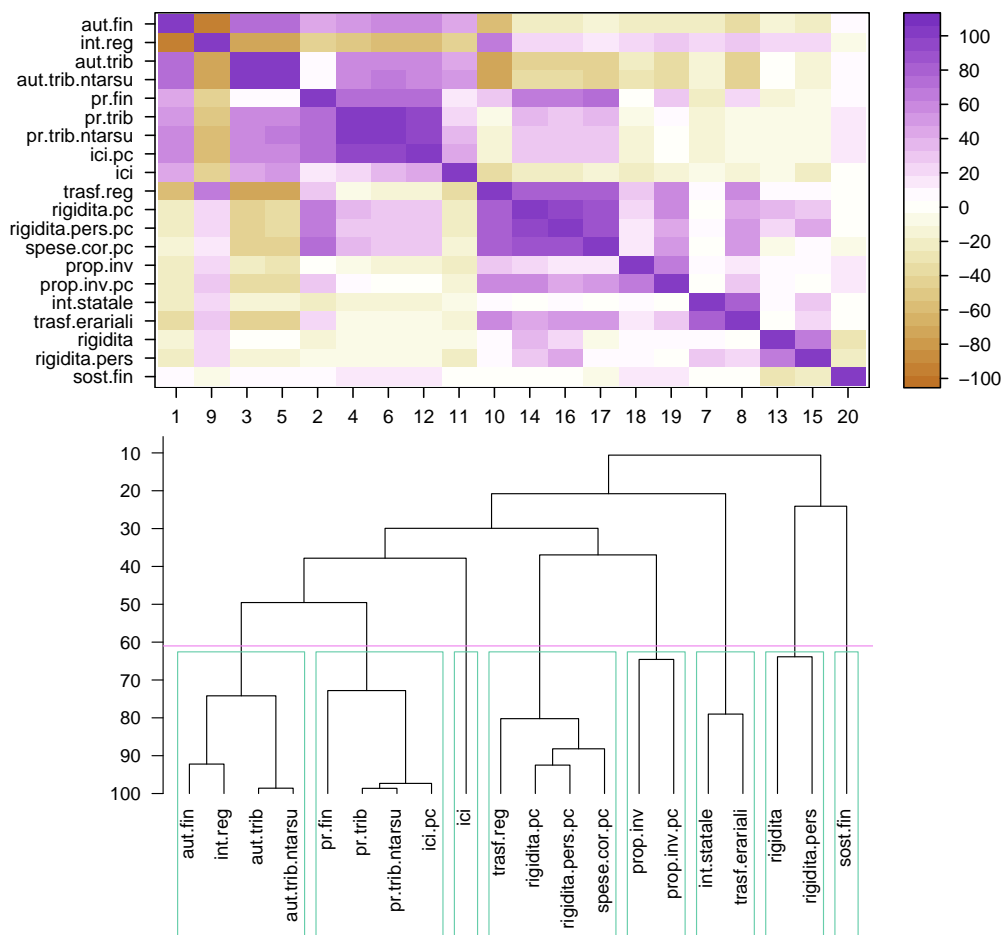 aut.fin
int.reg
aut.trib
aut.trib.ntarsu
pr.fin
pr.trib
pr.trib.ntarsu
ici.pc
ici
trasf.reg
rigidita.pc
rigidita.pers.pc
spese.cor.pc
prop.inv
prop.inv.pc
int.statale
trasf.erariali
rigidita
rigidita.pers
sost.fin
1 9 3 5 2 4 6 12 11 10 14 16 17 18 19 7 8 13 15 20
100
80
60
40
20
0
−20
−40
−60
−80
−100
10
20
30
40
50
60
70
80
90
100
aut.fin
int.reg
aut.trib
aut.trib.ntarsu
pr.fin
pr.trib
pr.trib.ntarsu
ici.pc
ici
trasf.reg
rigidita.pc
rigidita.pers.pc
spese.cor.pc
prop.inv
prop.inv.pc
int.statale
trasf.erariali
rigidita
rigidita.pers
sost.fin